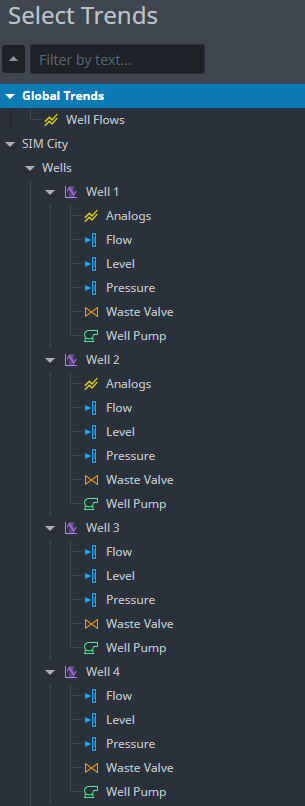 Select Trends
Filter by text...
Global Trends
Well Flows
SIM City
Wells
Well 1
Analogs
Flow
Level
Pressure
Waste Valve
Well Pump
Well 2
Analogs
Flow
Level
Pressure
Waste Valve
Well Pump
Well 3
Flow
Level
Pressure
Waste Valve
Well Pump
Well 4
Flow
Level
Pressure
Waste Valve
Well Pump